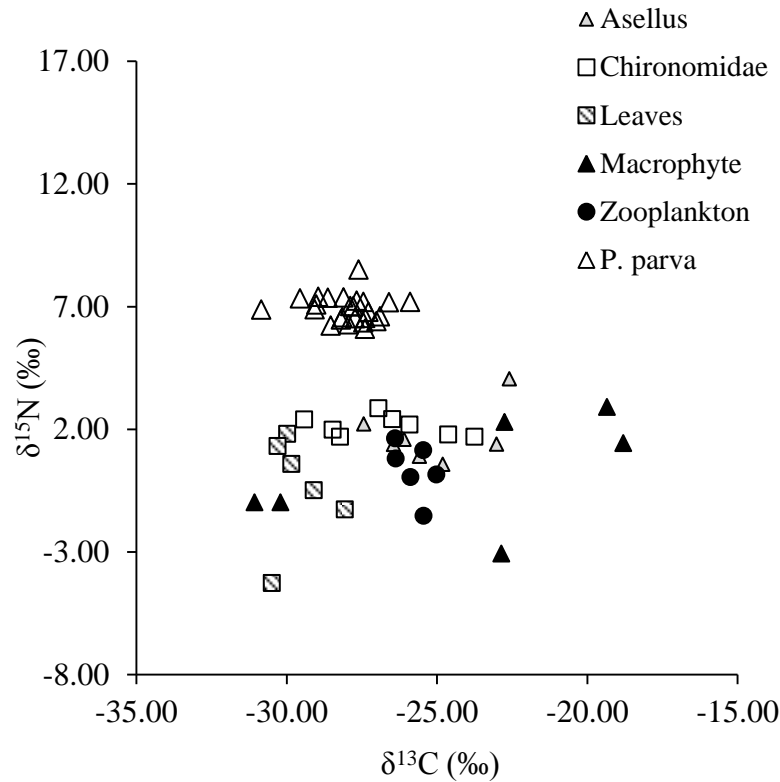 Asellus
Chironomidae
Leaves
Macrophyte
Zooplankton
P. parva
17.00
12.00
7.00
2.00
-3.00
-8.00
δ¹⁵N (‰)
-35.00 -30.00 -25.00 -20.00 -15.00
δ¹³C (‰)